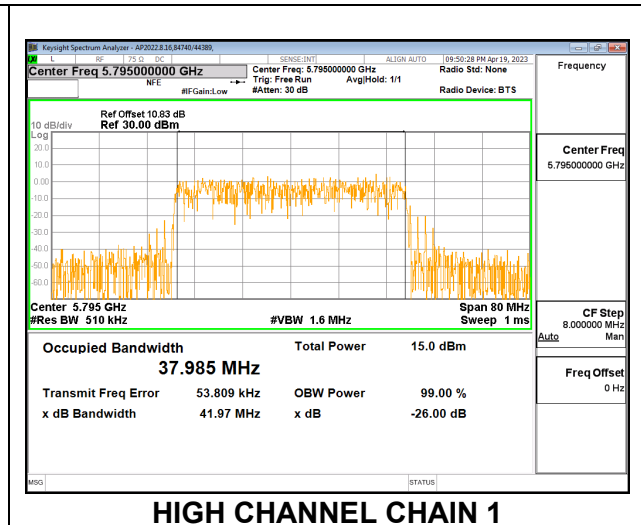 Keysight Spectrum Analyzer - AP2022.8.16,84740/44389,
L RF 75 Ω DC SENSE:INT ALIGN AUTO 09:50:28 PM Apr 19, 2023
Center Freq 5.795000000 GHz
NFE
#IFGain:Low
Center Freq: 5.795000000 GHz
Trig: Free Run Avg|Hold: 1/1
#Atten: 30 dB
Radio Std: None
Radio Device: BTS
Ref Offset 10.83 dB
10 dB/div Ref 30.00 dBm
Log
20.0
10.0
0.00
-10.0
-20.0
-30.0
-40.0
-50.0
-60.0
Center 5.795 GHz Span 80 MHz
#Res BW 510 kHz #VBW 1.6 MHz Sweep 1 ms
Occupied Bandwidth Total Power 15.0 dBm
37.985 MHz
Transmit Freq Error 53.809 kHz OBW Power 99.00 %
x dB Bandwidth 41.97 MHz x dB -26.00 dB
MSG STATUS
Frequency
Center Freq
5.795000000 GHz
CF Step
8.000000 MHz
Auto Man
Freq Offset
0 Hz
HIGH CHANNEL CHAIN 1